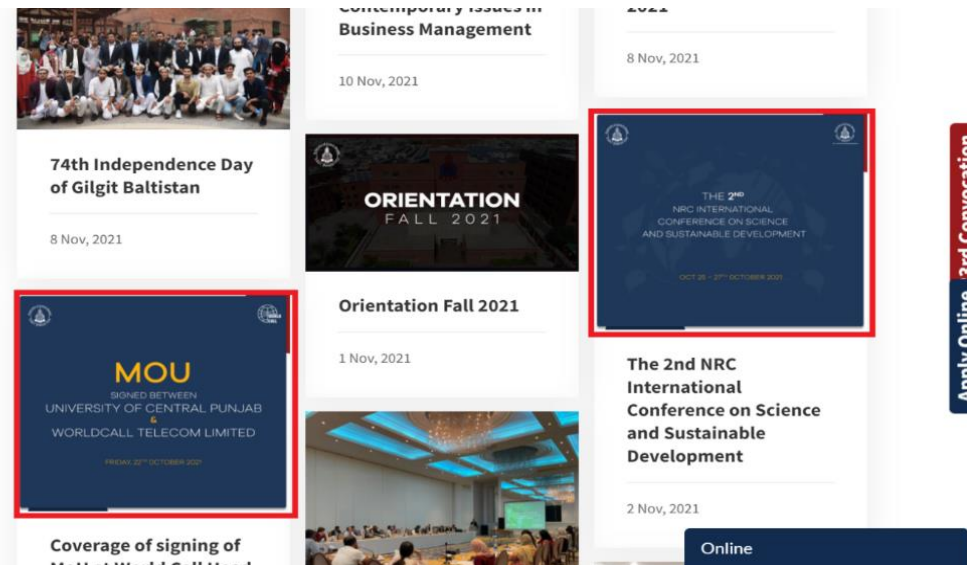 74th Independence Day
of Gilgit Baltistan
8 Nov, 2021
MOU
SIGNED BETWEEN
UNIVERSITY OF CENTRAL PUNJAB
&
WORLDCALL TELECOM LIMITED
FRIDAY, 22ND OCTOBER 2021
Coverage of signing of
Contemporary Issues in
Business Management
10 Nov, 2021
ORIENTATION
FALL 2021
Orientation Fall 2021
1 Nov, 2021
2021
8 Nov, 2021
THE 2ND
NRC INTERNATIONAL
CONFERENCE ON SCIENCE
AND SUSTAINABLE DEVELOPMENT
OCT 25 - 27TH OCTOBER 2021
The 2nd NRC
International
Conference on Science
and Sustainable
Development
2 Nov, 2021
3rd Convocation
Apply Online
Online